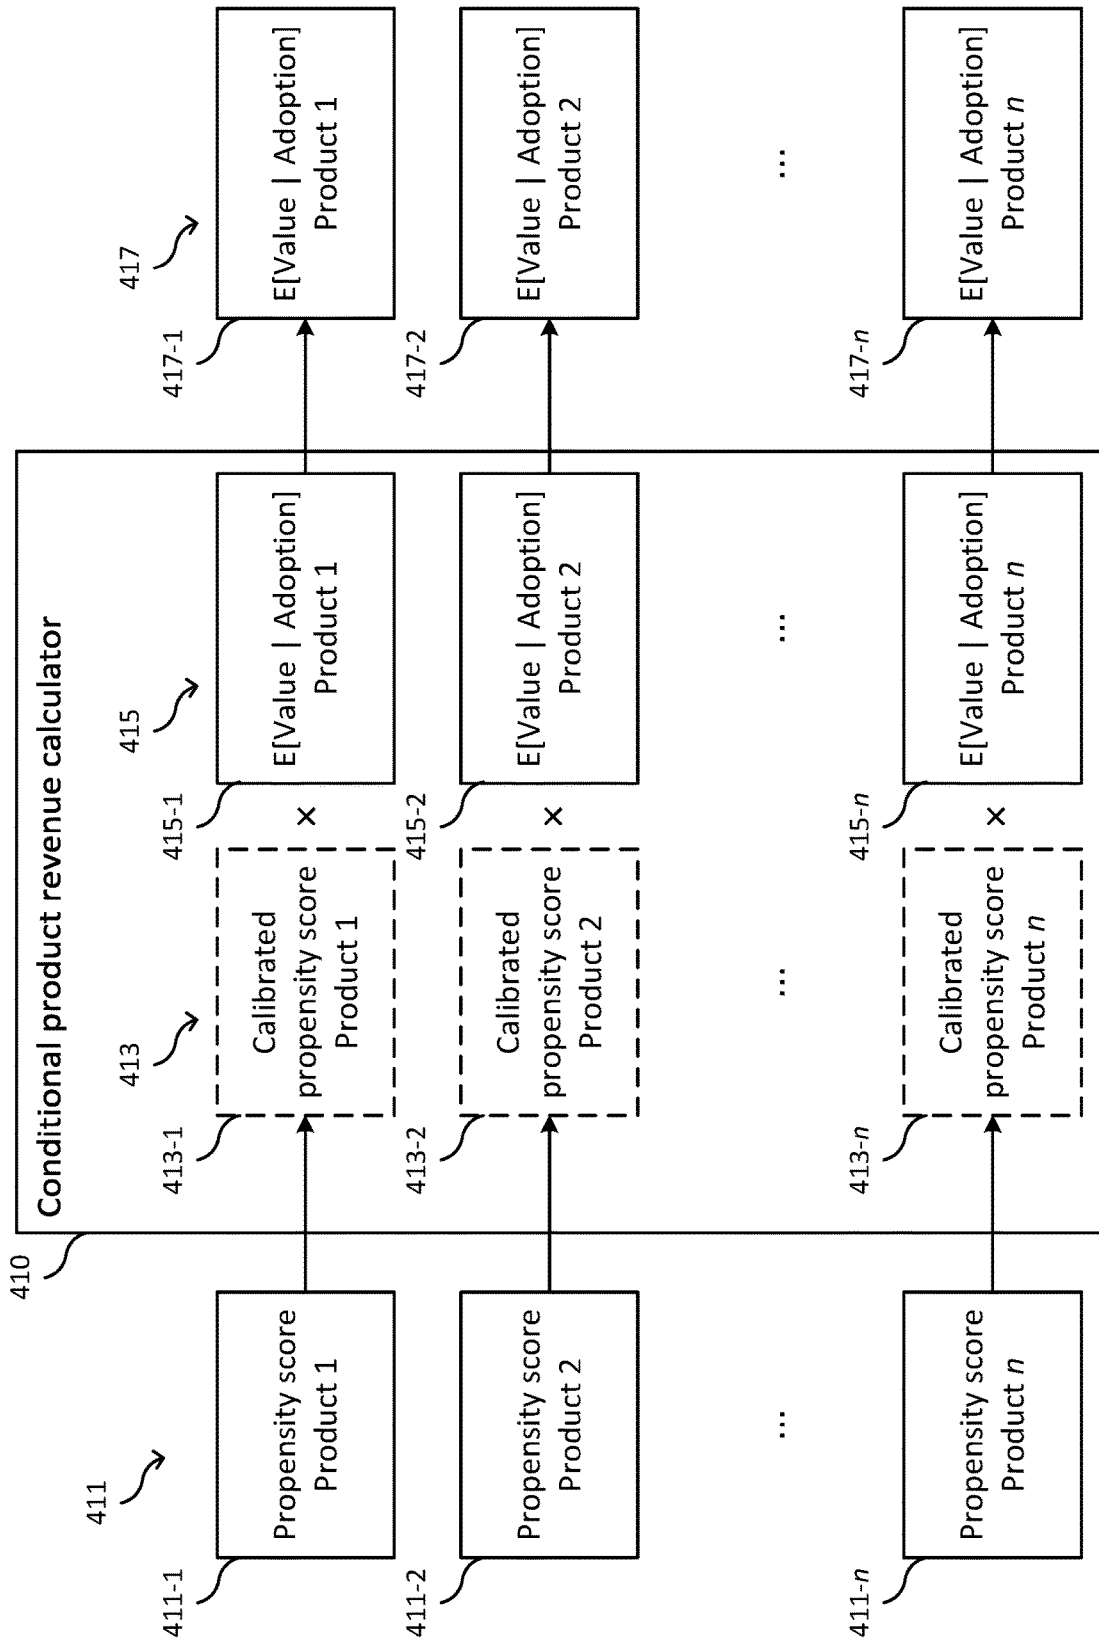 410
Conditional product revenue calculator
411
413
415
417
411-1
Propensity score
Product 1
413-1
Calibrated
propensity score
Product 1
×
415-1
E[Value | Adoption]
Product 1
417-1
E[Value | Adoption]
Product 1
411-2
Propensity score
Product 2
413-2
Calibrated
propensity score
Product 2
×
415-2
E[Value | Adoption]
Product 2
417-2
E[Value | Adoption]
Product 2
...
...
...
...
411-n
Propensity score
Product n
413-n
Calibrated
propensity score
Product n
×
415-n
E[Value | Adoption]
Product n
417-n
E[Value | Adoption]
Product n